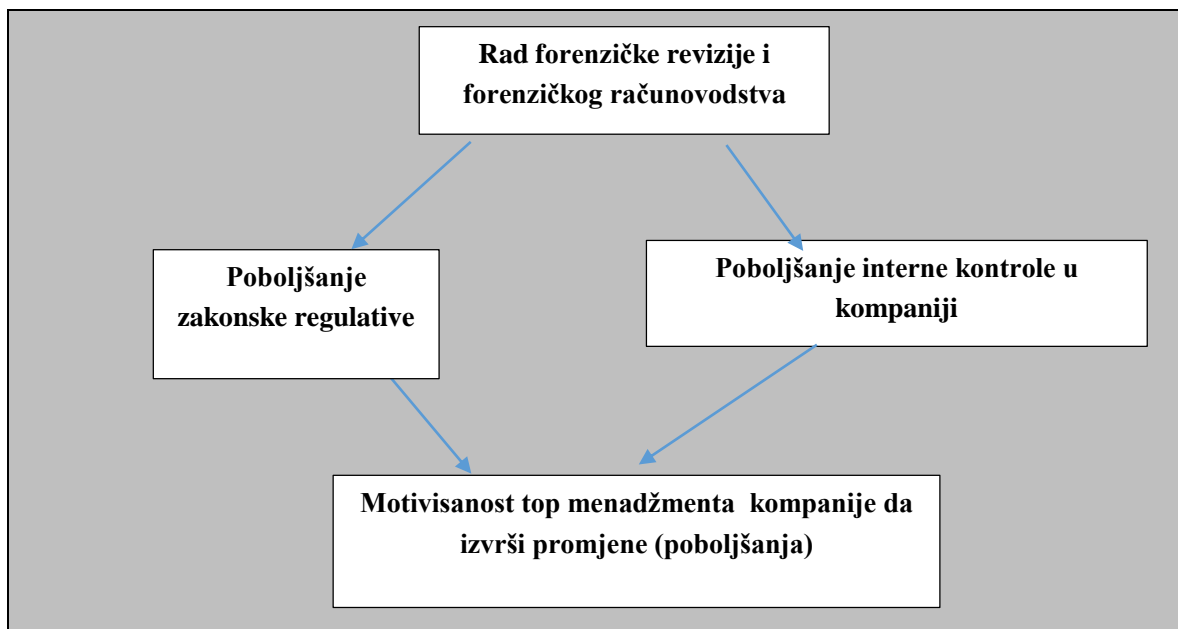 Rad forenzičke revizije i
forenzičkog računovodstva
Poboljšanje
zakonske regulative
Poboljšanje interne kontrole u
kompaniji
Motivisanost top menadžmenta  kompanije da
izvrši promjene (poboljšanja)